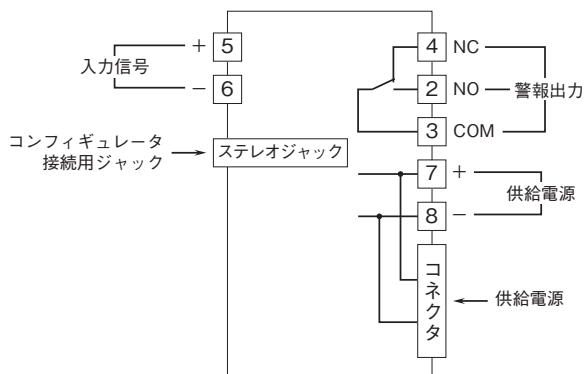 入力信号
+ 5
− 6
コンフィギュレータ
接続用ジャック
ステレオジャック
4 NC
2 NO
3 COM
警報出力
7 +
8 −
供給電源
コネクタ
供給電源